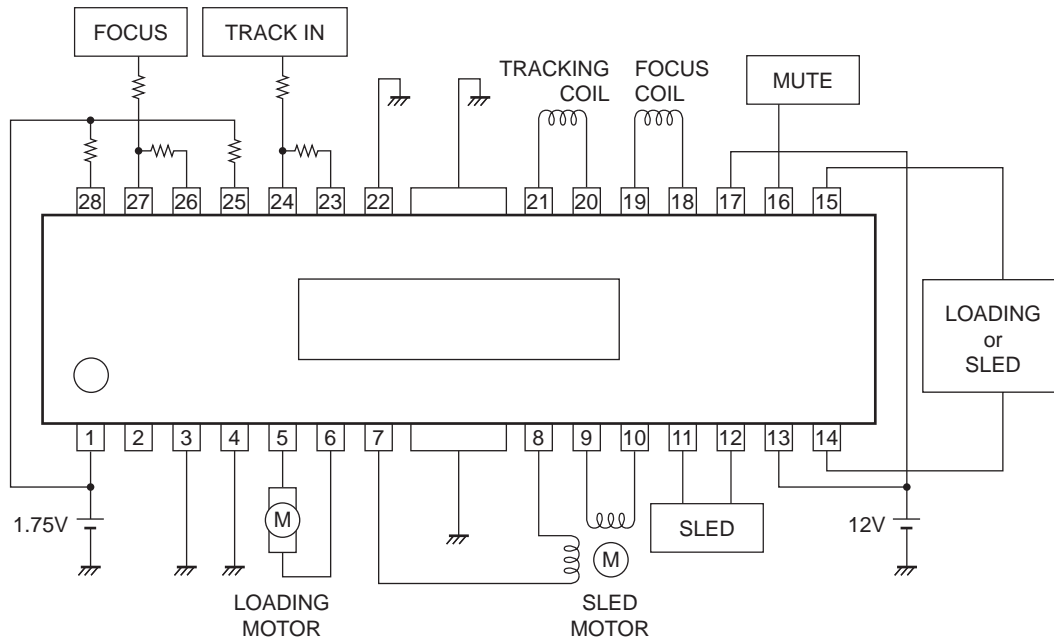 FOCUS
TRACK IN
TRACKING
COIL
FOCUS
COIL
MUTE
28 27 26 25 24 23 22 21 20 19 18 17 16 15
LOADING
or
SLED
1 2 3 4 5 6 7 8 9 10 11 12 13 14
1.75V
M
LOADING
MOTOR
M
SLED
MOTOR
SLED
12V